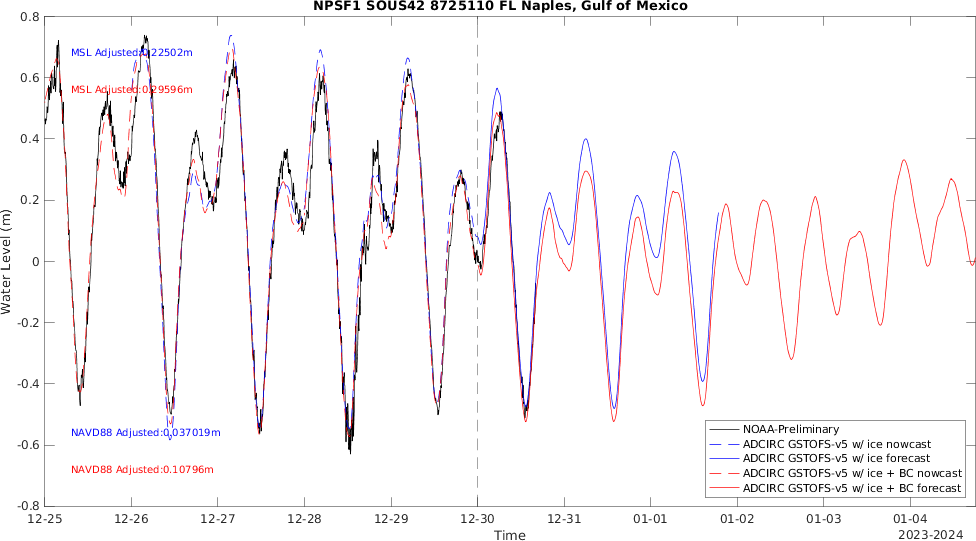 NPSF1 SOUS42 8725110 FL Naples, Gulf of Mexico
0.8
0.6
0.4
0.2
0
-0.2
-0.4
-0.6
-0.8
Water Level (m)
MSL Adjusted:0.22502m
MSL Adjusted:0.29596m
NAVD88 Adjusted:0.037019m
NAVD88 Adjusted:0.10796m
NOAA-Preliminary
ADCIRC GSTOFS-v5 w/ ice nowcast
ADCIRC GSTOFS-v5 w/ ice forecast
ADCIRC GSTOFS-v5 w/ ice + BC nowcast
ADCIRC GSTOFS-v5 w/ ice + BC forecast
12-25 12-26 12-27 12-28 12-29 12-30 12-31 01-01 01-02 01-03 01-04
Time
2023-2024